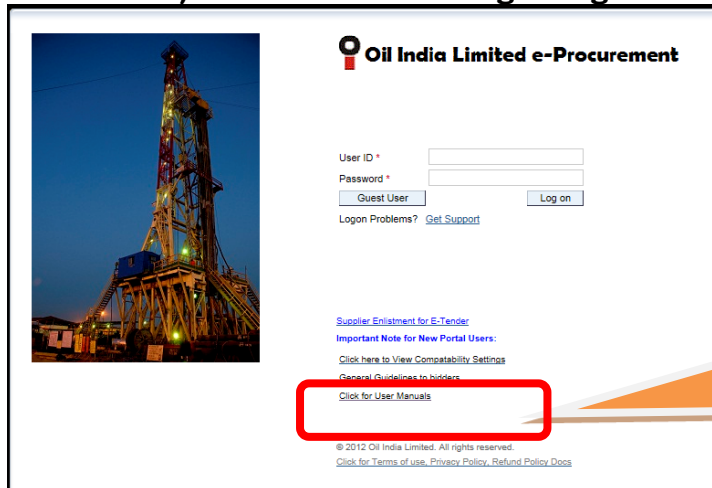 Oil India Limited e-Procurement
User ID *
Password *
Guest User Log on
Logon Problems? Get Support
Supplier Enlistment for E-Tender
Important Note for New Portal Users:
Click here to View Compatability Settings
General Guidelines to bidders
Click for User Manuals
© 2012 Oil India Limited. All rights reserved.
Click for Terms of use, Privacy Policy, Refund Policy Docs